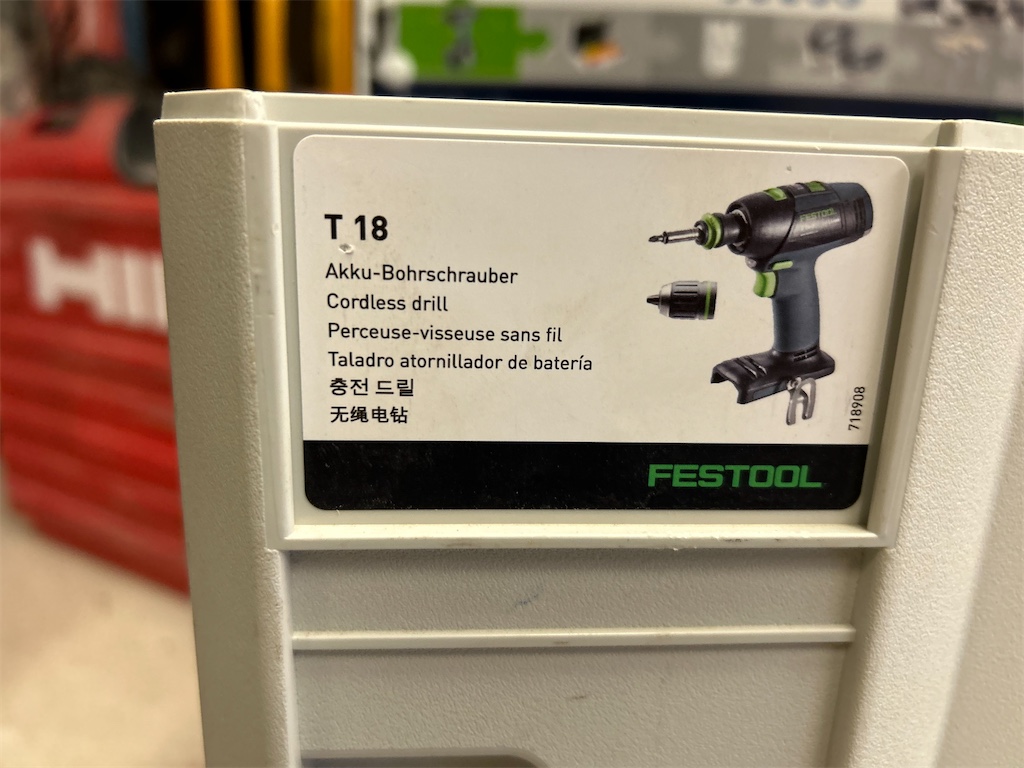 T 18
Akku-Bohrschrauber
Cordless drill
Perceuse-visseuse sans fil
Taladro atornillador de batería
충전 드릴
无绳电钻
718908
FESTOOL
FESTOOL